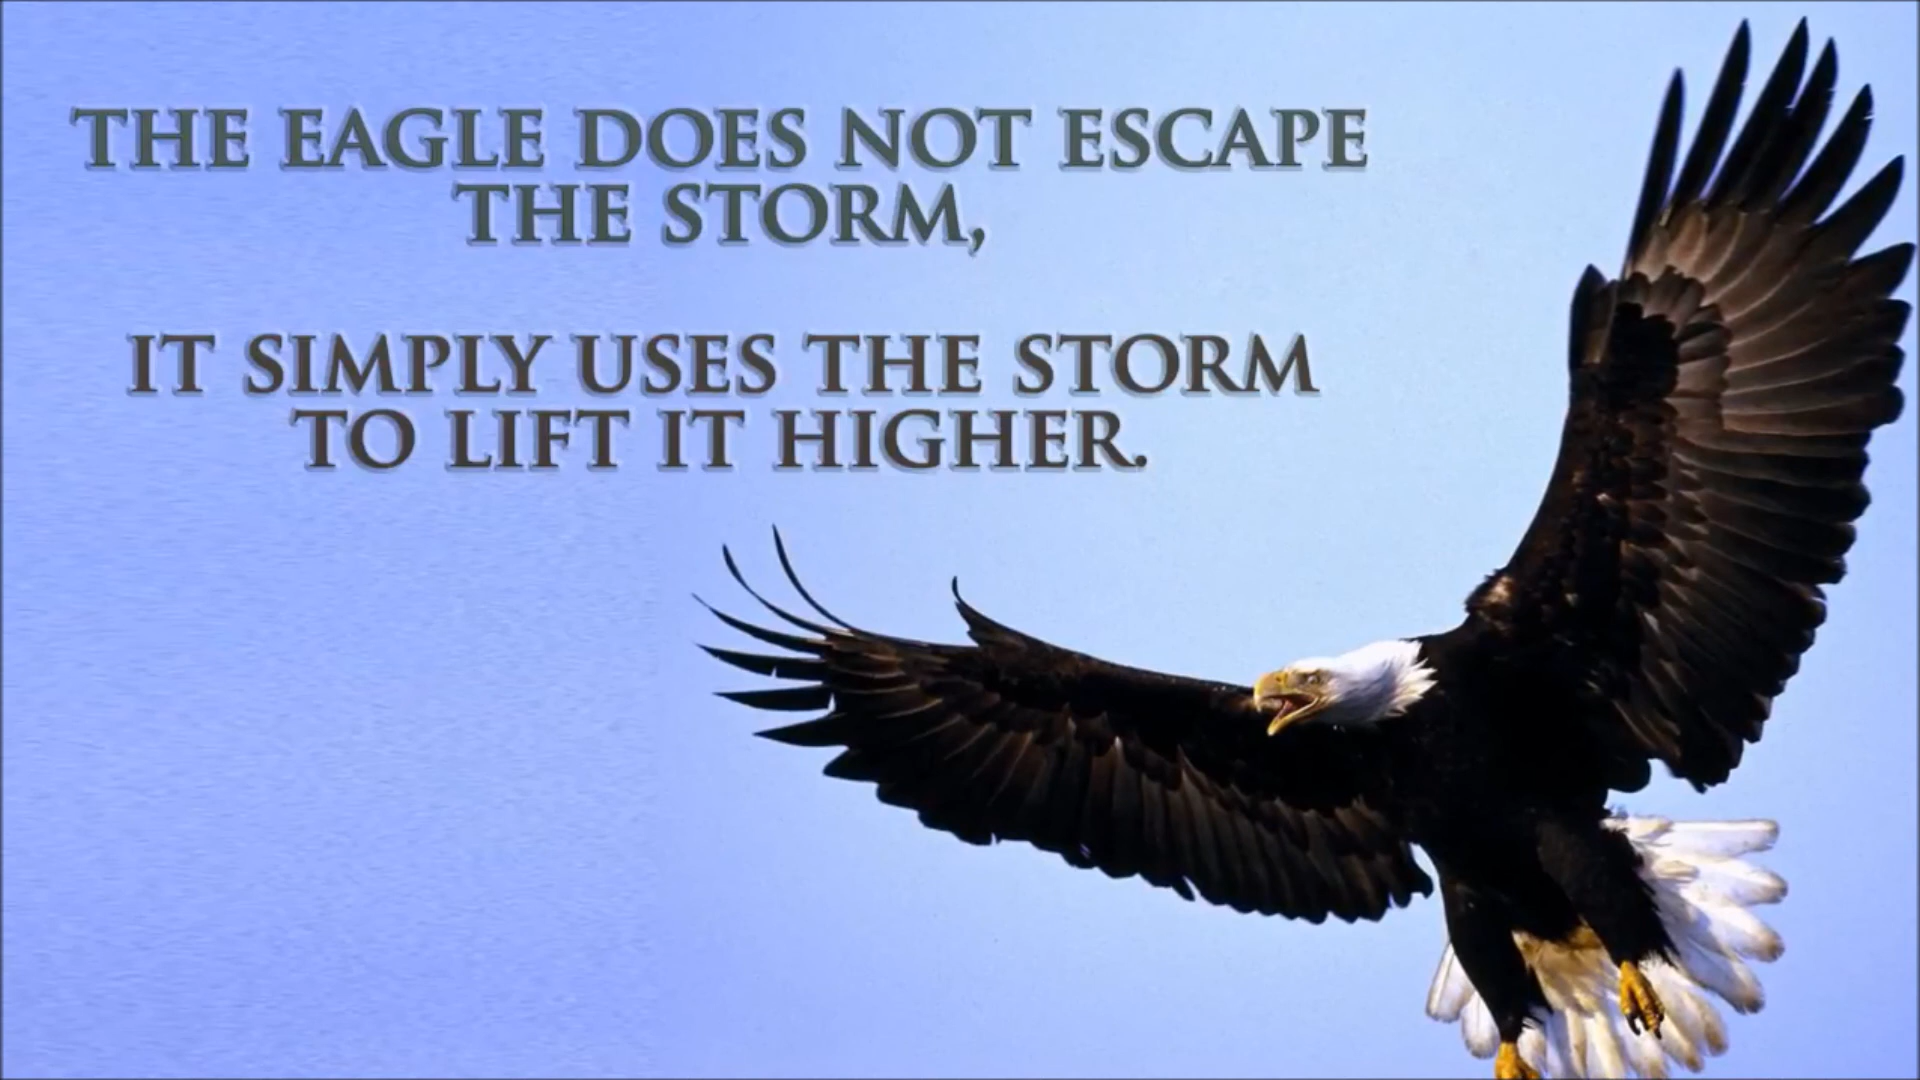 THE EAGLE DOES NOT ESCAPE
THE STORM,
IT SIMPLY USES THE STORM
TO LIFT IT HIGHER.